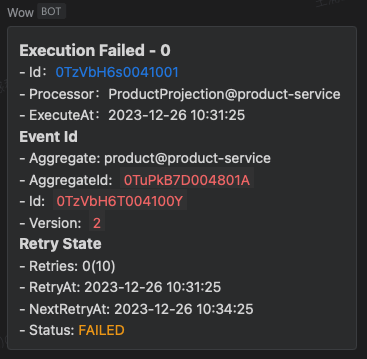 Wow BOT
Execution Failed - 0
- Id： 0TzVbH6s0041001
- Processor： ProductProjection@product-service
- ExecuteAt： 2023-12-26 10:31:25
Event Id
- Aggregate: product@product-service
- AggregateId: 0TuPkB7D004801A
- Id: 0TzVbH6T004100Y
- Version: 2
Retry State
- Retries: 0(10)
- RetryAt: 2023-12-26 10:31:25
- NextRetryAt: 2023-12-26 10:34:25
- Status: FAILED